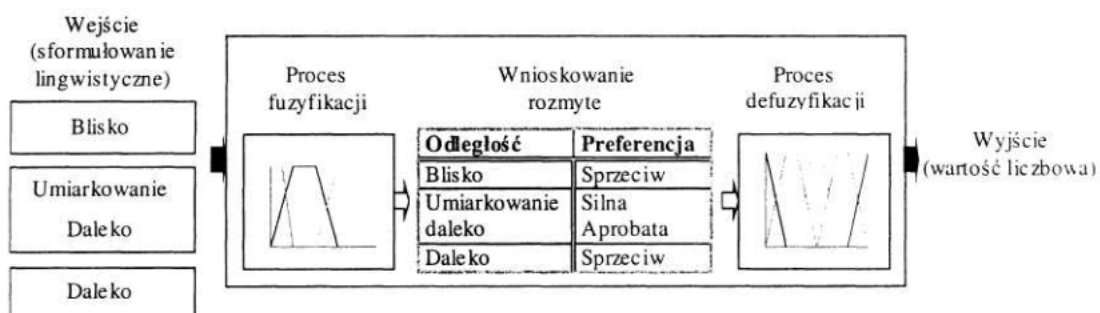 Wejście
(sformułowanie
lingwistyczne)
Blisko
Umiarkowanie
Daleko
Daleko
Proces
fuzyfikacji
Wnioskowanie
rozmyte
Odległość Preferencja
Blisko Sprzeciw
Umiarkowanie Silna
daleko Aprobata
Daleko Sprzeciw
Proces
defuzyfikacji
Wyjście
(wartość liczbowa)